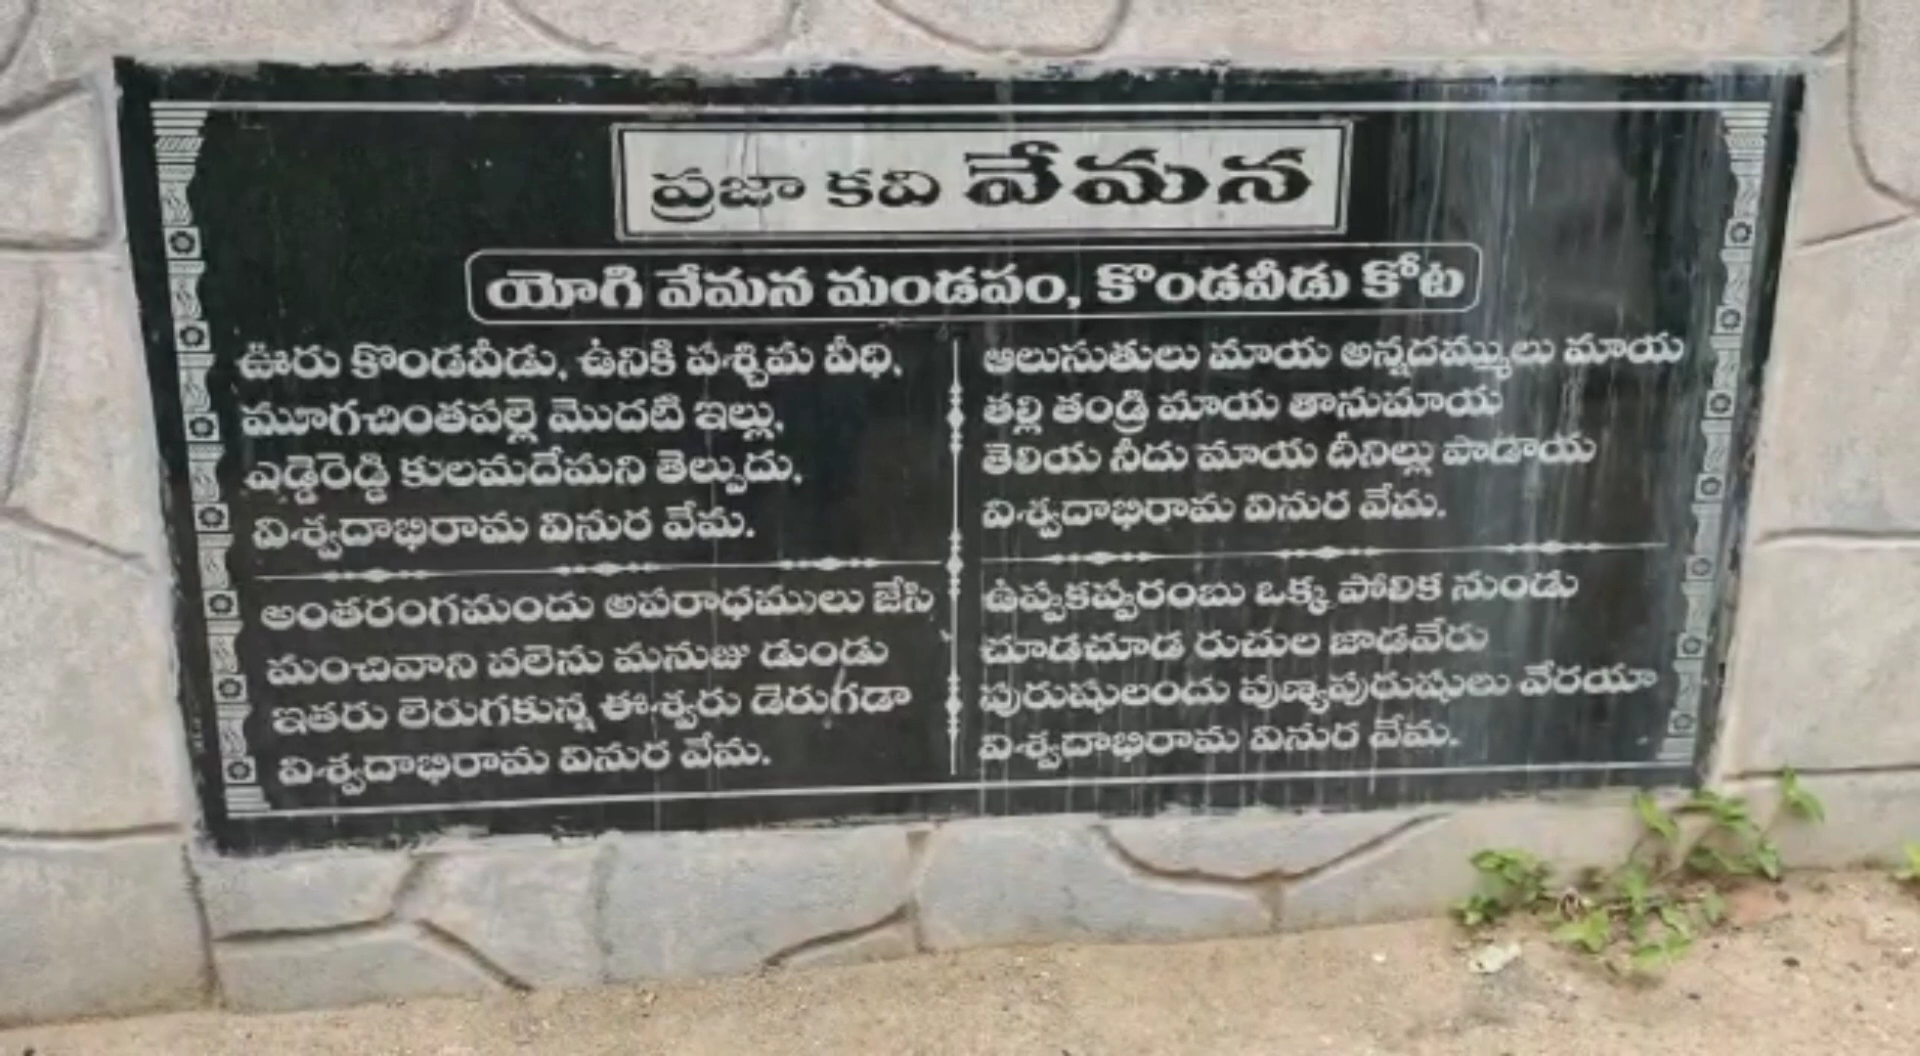 ప్రజా కవి వేమన
యోగి వేమన మండపం, కొండవీడు కోట
ఊరు కొండవీడు, ఉనికి పశ్చిమ వీధి,
మూగచింతపల్లె మొదటి ఇల్లు,
ఎడ్డెరెడ్డి కులమదేమని తెల్పుదు,
విశ్వదాభిరామ వినుర వేమ.
అంతరంగమందు అపరాధములు జేసి
మంచివాని వలెను మనుజు డుండు
ఇతరు లెరుగకున్న ఈశ్వరు డెరుగడా
విశ్వదాభిరామ వినుర వేమ.
ఆలుసుతులు మాయ అన్నదమ్ములు మాయ
తల్లి తండ్రి మాయ తానుమాయ
తెలియ నీదు మాయ దీనిల్లు పాడాయ
విశ్వదాభిరామ వినుర వేమ.
ఉప్పుకప్పురంబు ఒక్క పోలిక నుండు
చూడచూడ రుచుల జాడవేరు
పురుషులందు పుణ్యపురుషులు వేరయా
విశ్వదాభిరామ వినుర వేమ.